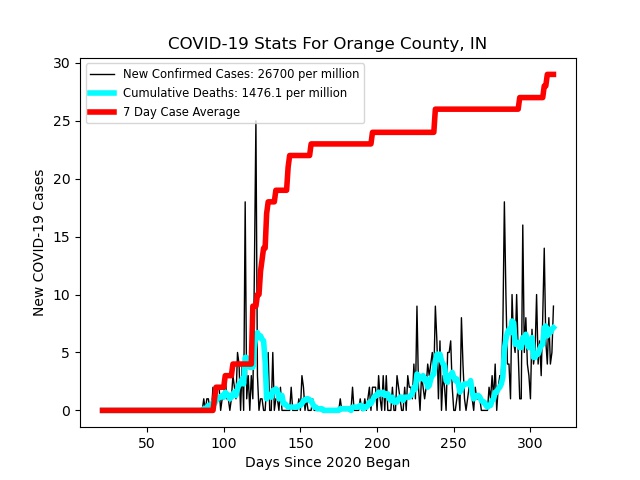 COVID-19 Stats For Orange County, IN
New Confirmed Cases: 26700 per million
Cumulative Deaths: 1476.1 per million
7 Day Case Average
New COVID-19 Cases
30
25
20
15
10
5
0
50 100 150 200 250 300
Days Since 2020 Began